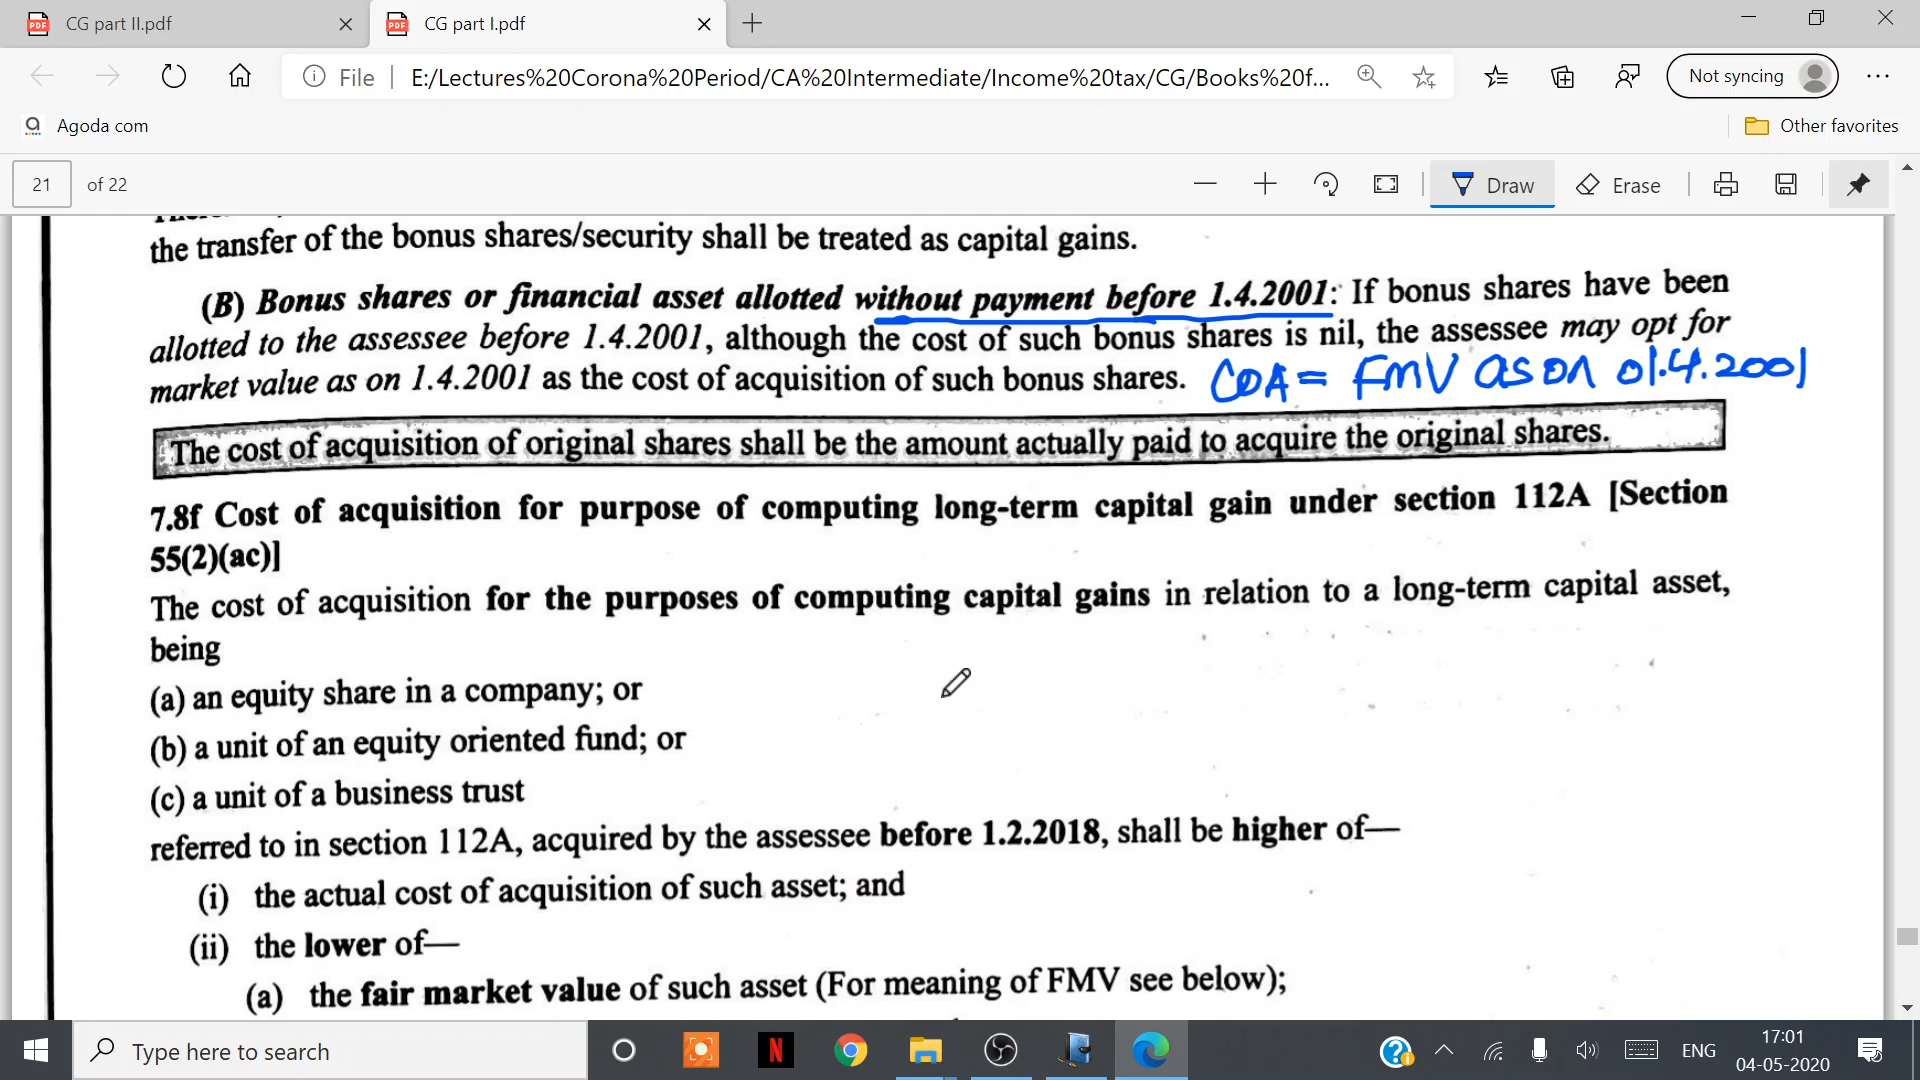 CG part II.pdf
CG part I.pdf
File
E:/Lectures%20Corona%20Period/CA%20Intermediate/Income%20tax/CG/Books%20f...
Not syncing
Agoda com
Other favorites
21 of 22
Draw
Erase
the transfer of the bonus shares/security shall be treated as capital gains.
(B) Bonus shares or financial asset allotted without payment before 1.4.2001: If bonus shares have been
allotted to the assessee before 1.4.2001, although the cost of such bonus shares is nil, the assessee may opt for
market value as on 1.4.2001 as the cost of acquisition of such bonus shares. COA = FMV as on 01.4.2001
The cost of acquisition of original shares shall be the amount actually paid to acquire the original shares.
7.8f Cost of acquisition for purpose of computing long-term capital gain under section 112A [Section
55(2)(ac)]
The cost of acquisition for the purposes of computing capital gains in relation to a long-term capital asset,
being
(a) an equity share in a company; or
(b) a unit of an equity oriented fund; or
(c) a unit of a business trust
referred to in section 112A, acquired by the assessee before 1.2.2018, shall be higher of—
(i) the actual cost of acquisition of such asset; and
(ii) the lower of—
(a) the fair market value of such asset (For meaning of FMV see below);
Type here to search
ENG
17:01
04-05-2020